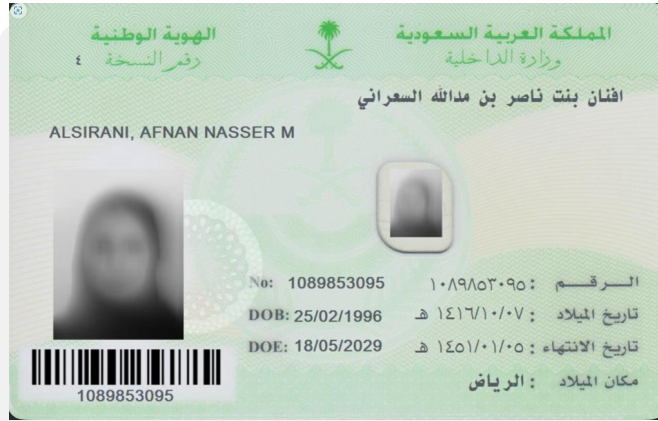 المملكة العربية السعودية
وزارة الداخلية
الهوية الوطنية
رقم النسخة ٤
افنان بنت ناصر بن مدالله السعراني
ALSIRANI, AFNAN NASSER M
No: 1089853095
الـــرقـــم : ١٠٨٩٨٥٣٠٩٥
DOB: 25/02/1996
تاريخ الميلاد : ١٤١٦/١٠/٠٧ هـ
DOE: 18/05/2029
تاريخ الانتهاء : ١٤٥١/٠١/٠٥ هـ
مكان الميلاد : الرياض
1089853095